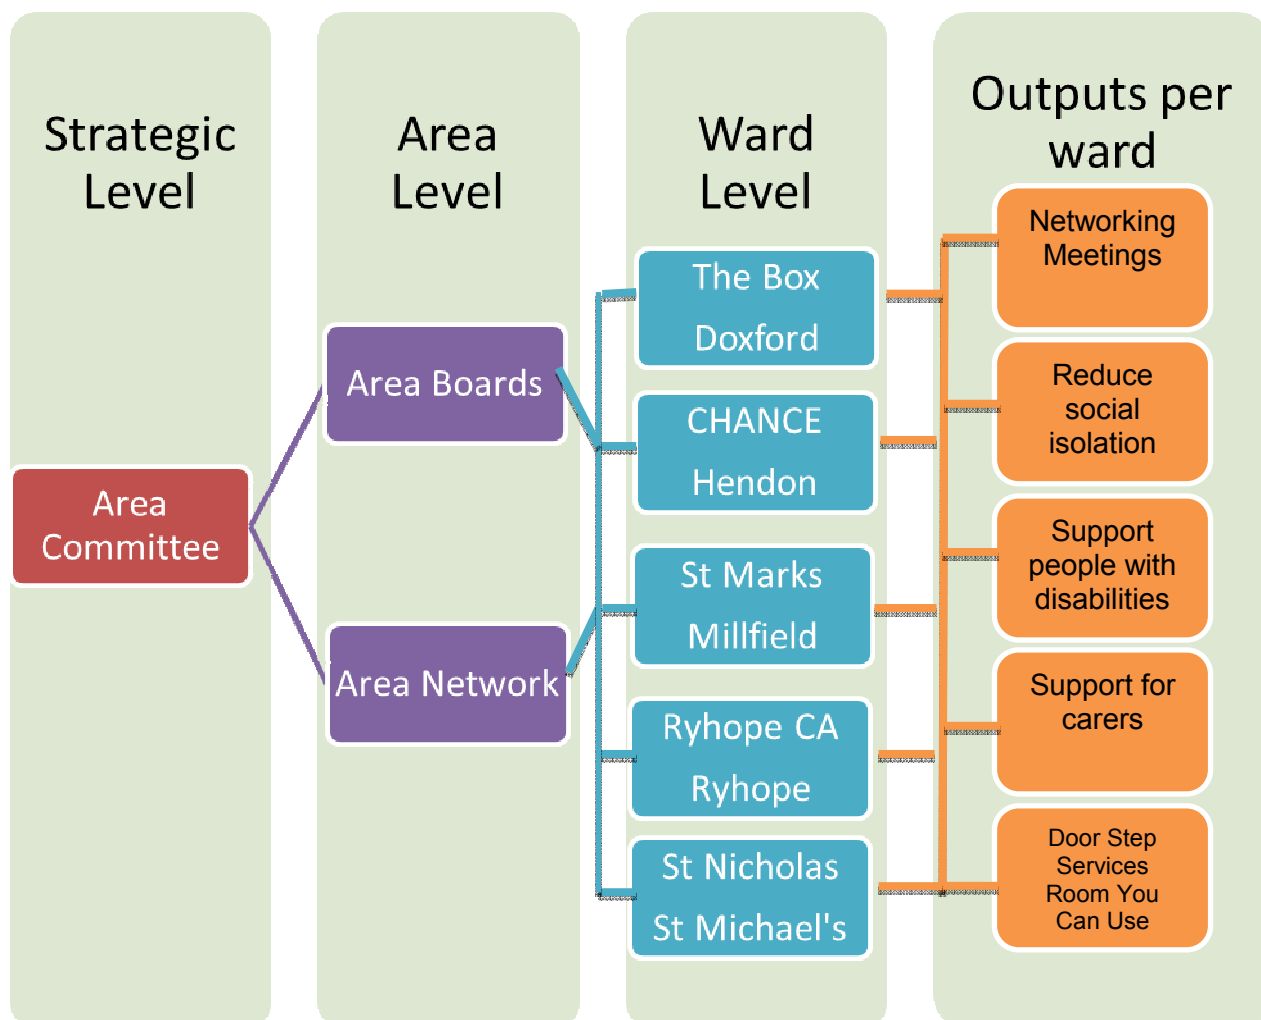 Strategic
Level
Area
Committee
Area
Level
Area Boards
Area Network
Ward
Level
The Box
Doxford
CHANCE
Hendon
St Marks
Millfield
Ryhope CA
Ryhope
St Nicholas
St Michael's
Outputs per
ward
Networking
Meetings
Reduce
social
isolation
Support
people with
disabilities
Support for
carers
Door Step
Services
Room You
Can Use